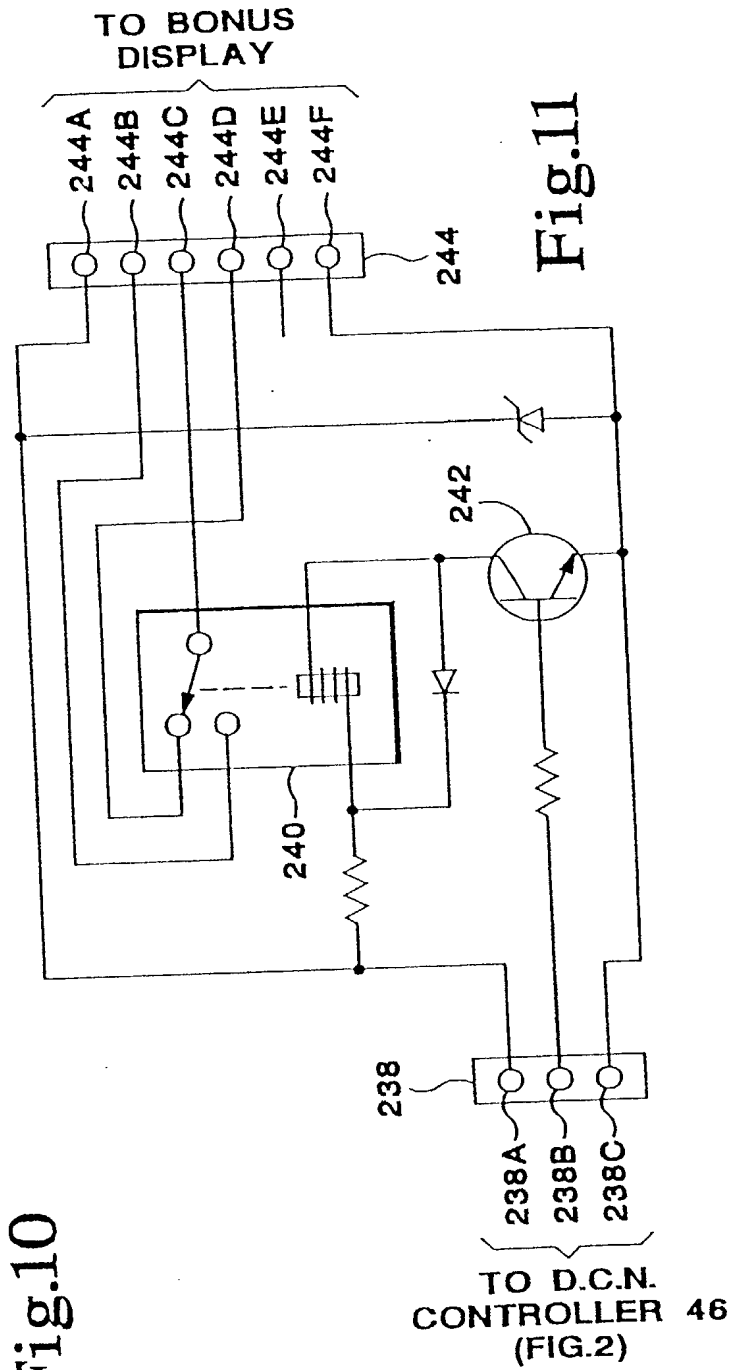 TO BONUS
DISPLAY
244A
244B
244C
244D
244E
244F
244
Fig.11
242
240
238
238A
238B
238C
TO D.C.N.
CONTROLLER 46
(FIG.2)
Fig.10